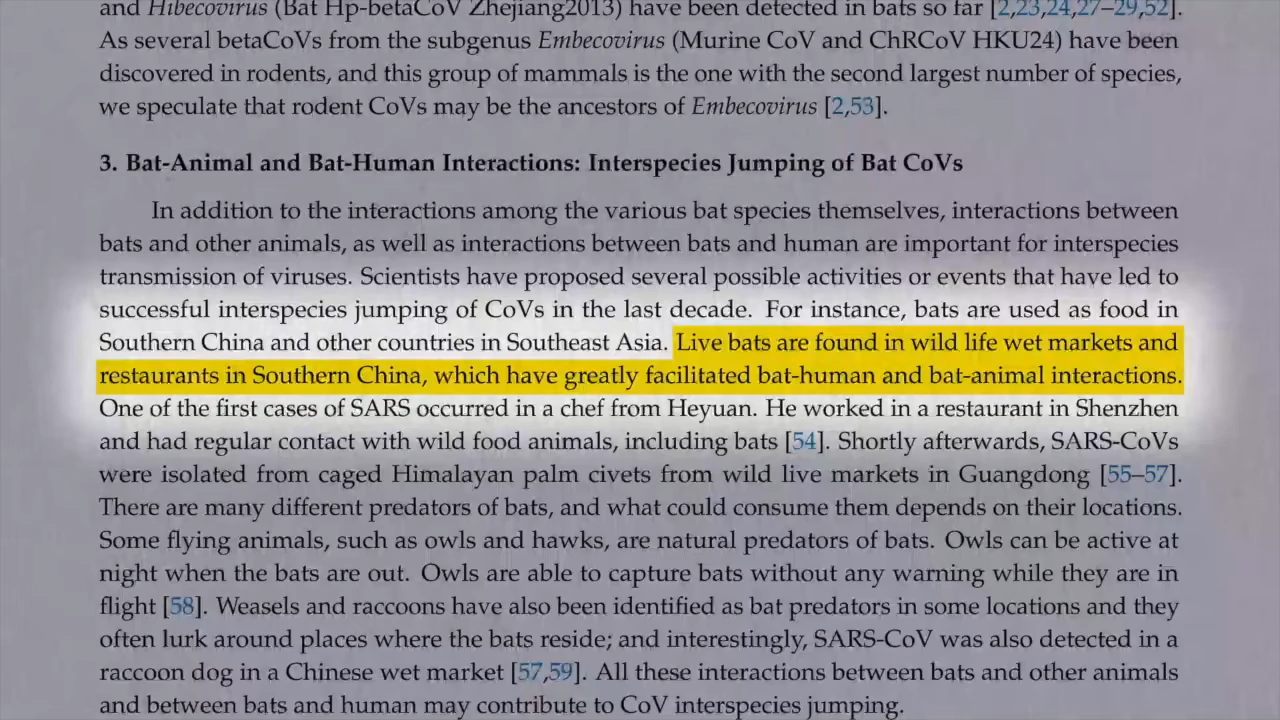 and Hibecovirus (Bat Hp-betaCoV Zhejiang2013) have been detected in bats so far [2,23,24,27–29,52].
As several betaCoVs from the subgenus Embecovirus (Murine CoV and ChRCoV HKU24) have been
discovered in rodents, and this group of mammals is the one with the second largest number of species,
we speculate that rodent CoVs may be the ancestors of Embecovirus [2,53].
3. Bat-Animal and Bat-Human Interactions: Interspecies Jumping of Bat CoVs
In addition to the interactions among the various bat species themselves, interactions between
bats and other animals, as well as interactions between bats and human are important for interspecies
transmission of viruses. Scientists have proposed several possible activities or events that have led to
successful interspecies jumping of CoVs in the last decade. For instance, bats are used as food in
Southern China and other countries in Southeast Asia. Live bats are found in wild life wet markets and
restaurants in Southern China, which have greatly facilitated bat-human and bat-animal interactions.
One of the first cases of SARS occurred in a chef from Heyuan. He worked in a restaurant in Shenzhen
and had regular contact with wild food animals, including bats [54]. Shortly afterwards, SARS-CoVs
were isolated from caged Himalayan palm civets from wild live markets in Guangdong [55–57].
There are many different predators of bats, and what could consume them depends on their locations.
Some flying animals, such as owls and hawks, are natural predators of bats. Owls can be active at
night when the bats are out. Owls are able to capture bats without any warning while they are in
flight [58]. Weasels and raccoons have also been identified as bat predators in some locations and they
often lurk around places where the bats reside; and interestingly, SARS-CoV was also detected in a
raccoon dog in a Chinese wet market [57,59]. All these interactions between bats and other animals
and between bats and human may contribute to CoV interspecies jumping.